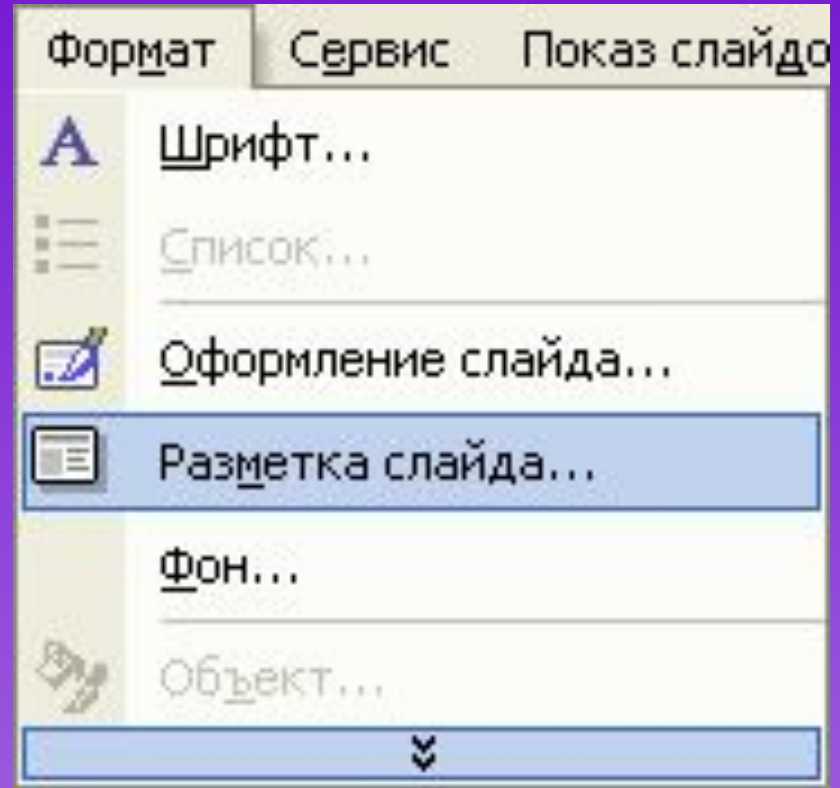 Формат Сервис Показ слайдо
Шрифт...
Список...
Оформление слайда...
Разметка слайда...
Фон...
Объект...